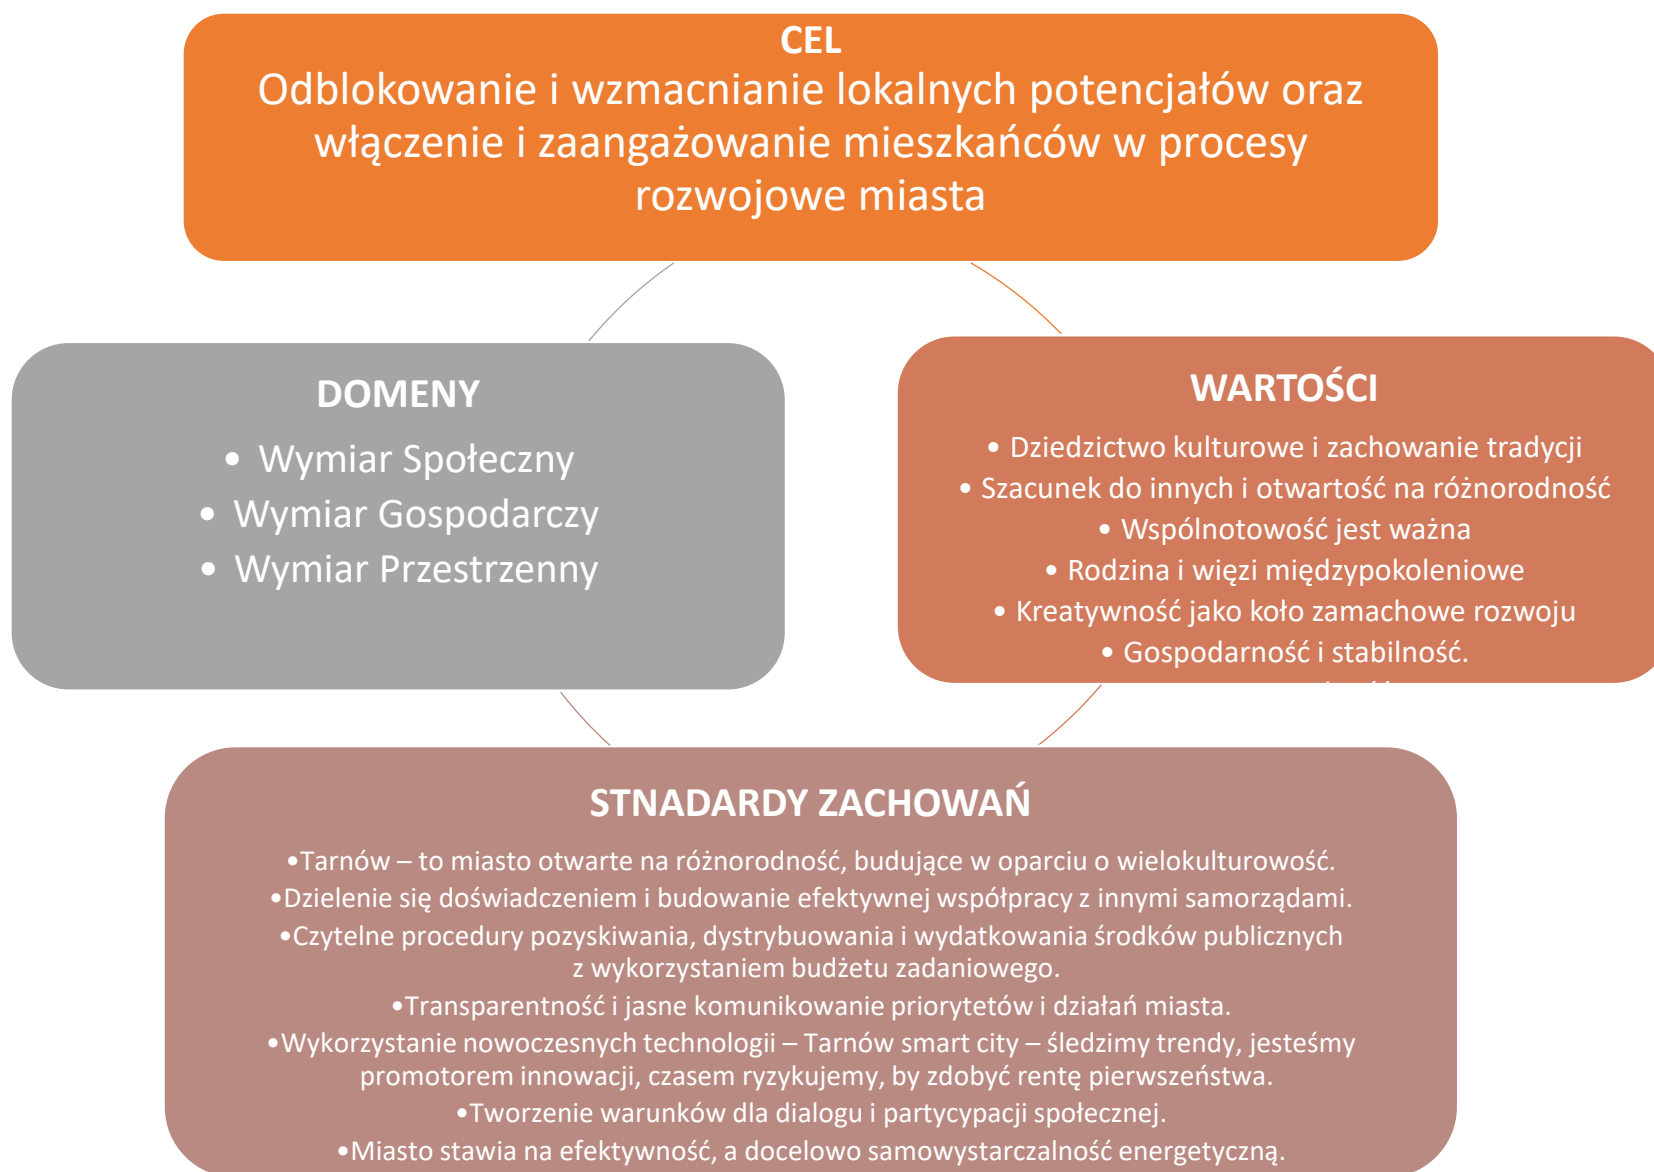 CEL
Odblokowanie i wzmacnianie lokalnych potencjałów oraz
włączenie i zaangażowanie mieszkańców w procesy
rozwojowe miasta
DOMENY
• Wymiar Społeczny
• Wymiar Gospodarczy
• Wymiar Przestrzenny
WARTOŚCI
• Dziedzictwo kulturowe i zachowanie tradycji
• Szacunek do innych i otwartość na różnorodność
• Wspólnotowość jest ważna
• Rodzina i więzi międzypokoleniowe
• Kreatywność jako koło zamachowe rozwoju
• Gospodarność i stabilność.
STNADARDY ZACHOWAŃ
•Tarnów – to miasto otwarte na różnorodność, budujące w oparciu o wielokulturowość.
•Dzielenie się doświadczeniem i budowanie efektywnej współpracy z innymi samorządami.
•Czytelne procedury pozyskiwania, dystrybuowania i wydatkowania środków publicznych
z wykorzystaniem budżetu zadaniowego.
•Transparentność i jasne komunikowanie priorytetów i działań miasta.
•Wykorzystanie nowoczesnych technologii – Tarnów smart city – śledzimy trendy, jesteśmy
promotorem innowacji, czasem ryzykujemy, by zdobyć rentę pierwszeństwa.
•Tworzenie warunków dla dialogu i partycypacji społecznej.
•Miasto stawia na efektywność, a docelowo samowystarczalność energetyczną.